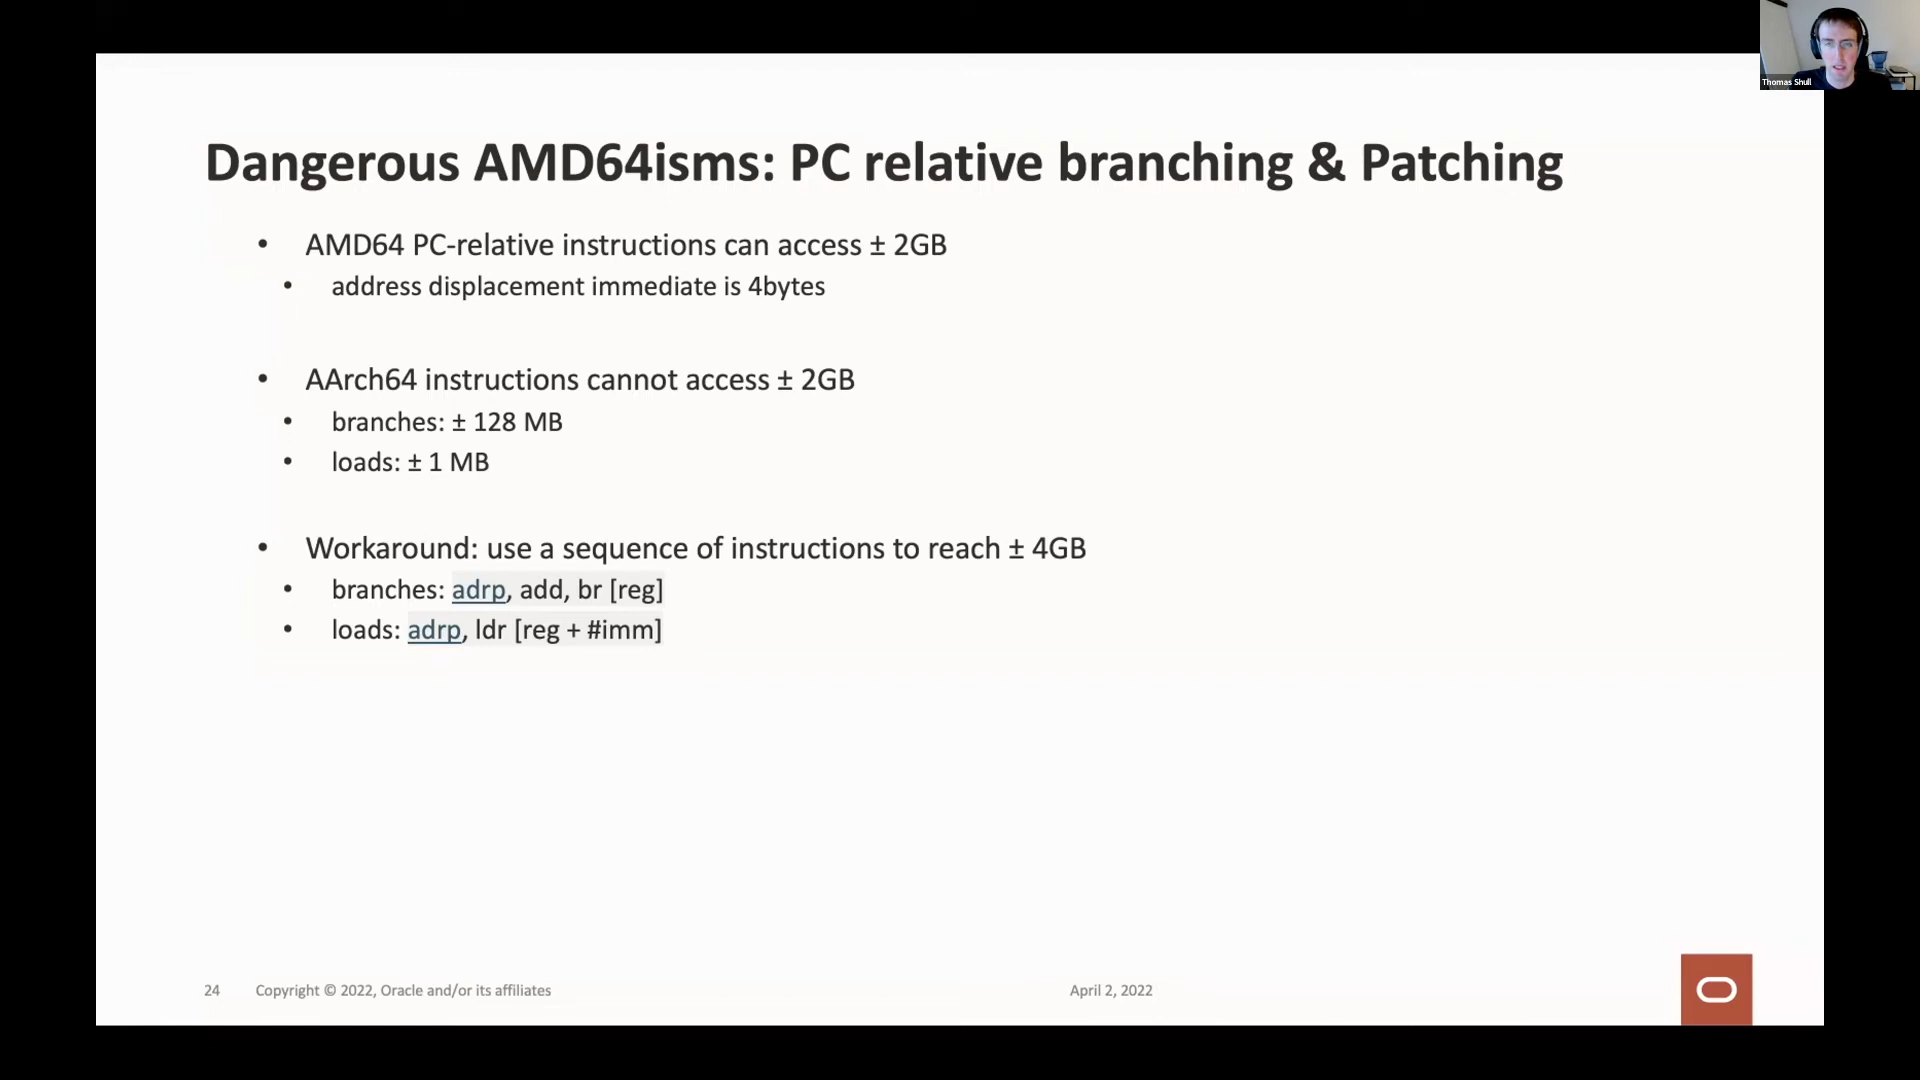 Thomas Shull
Dangerous AMD64isms: PC relative branching & Patching
• AMD64 PC-relative instructions can access ± 2GB
• address displacement immediate is 4bytes
• AArch64 instructions cannot access ± 2GB
• branches: ± 128 MB
• loads: ± 1 MB
• Workaround: use a sequence of instructions to reach ± 4GB
• branches: adrp, add, br [reg]
• loads: adrp, ldr [reg + #imm]
24 Copyright © 2022, Oracle and/or its affiliates April 2, 2022